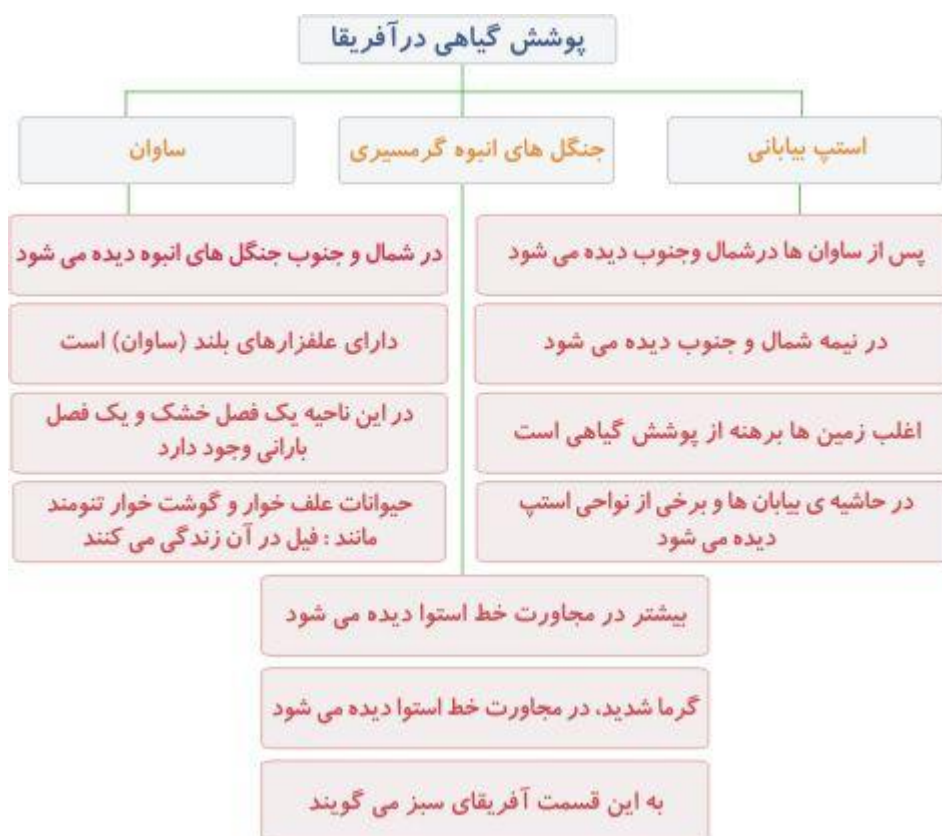 پوشش گیاهی درآفریقا
استپ بیابانی
جنگل های انبوه گرمسیری
ساوان
پس از ساوان ها درشمال وجنوب دیده می شود
در نیمه شمال و جنوب دیده می شود
اغلب زمین ها برهنه از پوشش گیاهی است
در حاشیه ی بیابان ها و برخی از نواحی استپ
دیده می شود
در شمال و جنوب جنگل های انبوه دیده می شود
دارای علفزارهای بلند (ساوان) است
در این ناحیه یک فصل خشک و یک فصل
بارانی وجود دارد
حیوانات علف خوار و گوشت خوار تنومند
مانند : فیل در آن زندگی می کنند
بیشتر در مجاورت خط استوا دیده می شود
گرما شدید، در مجاورت خط استوا دیده می شود
به این قسمت آفریقای سبز می گویند